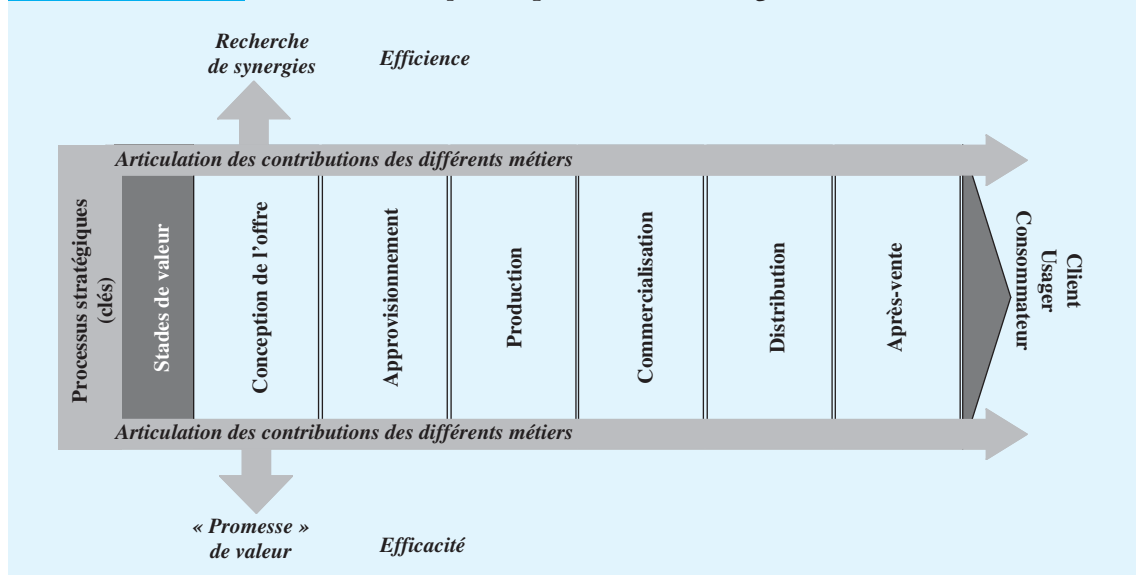 Recherche
de synergies
Efficience
Articulation des contributions des différents métiers
Processus stratégiques
(clés)
Stades de valeur
Conception de l'offre
Approvisionnement
Production
Commercialisation
Distribution
Après-vente
Client
Usager
Consommateur
Articulation des contributions des différents métiers
« Promesse »
de valeur
Efficacité